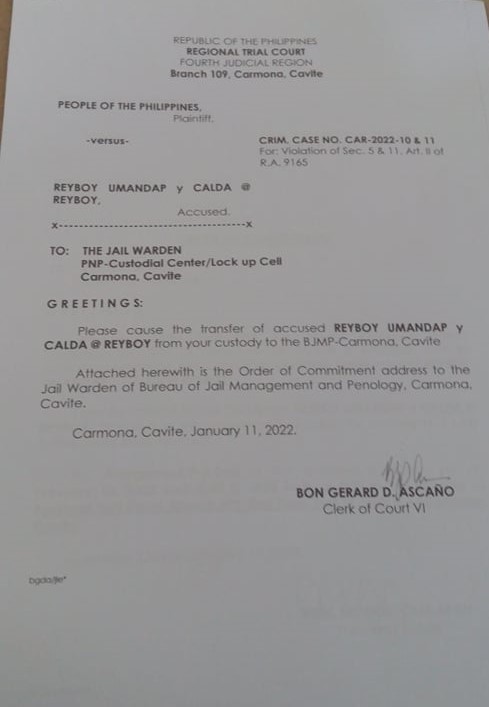 REPUBLIC OF THE PHILIPPINES
REGIONAL TRIAL COURT
FOURTH JUDICIAL REGION
Branch 109, Carmona, Cavite
PEOPLE OF THE PHILIPPINES,
Plaintiff,
-versus-
CRIM. CASE NO. CAR-2022-10 & 11
For: Violation of Sec. 5 & 11, Art. II of
R.A. 9165
REYBOY UMANDAP y CALDA @
REYBOY,
Accused.
x-------------------------------------x
TO: THE JAIL WARDEN
PNP-Custodial Center/Lock up Cell
Carmona, Cavite
G R E E T I N G S:
Please cause the transfer of accused REYBOY UMANDAP y
CALDA @ REYBOY from your custody to the BJMP-Carmona, Cavite
Attached herewith is the Order of Commitment address to the
Jail Warden of Bureau of Jail Management and Penology, Carmona,
Cavite.
Carmona, Cavite, January 11, 2022.
BON GERARD D. ASCAÑO
Clerk of Court VI